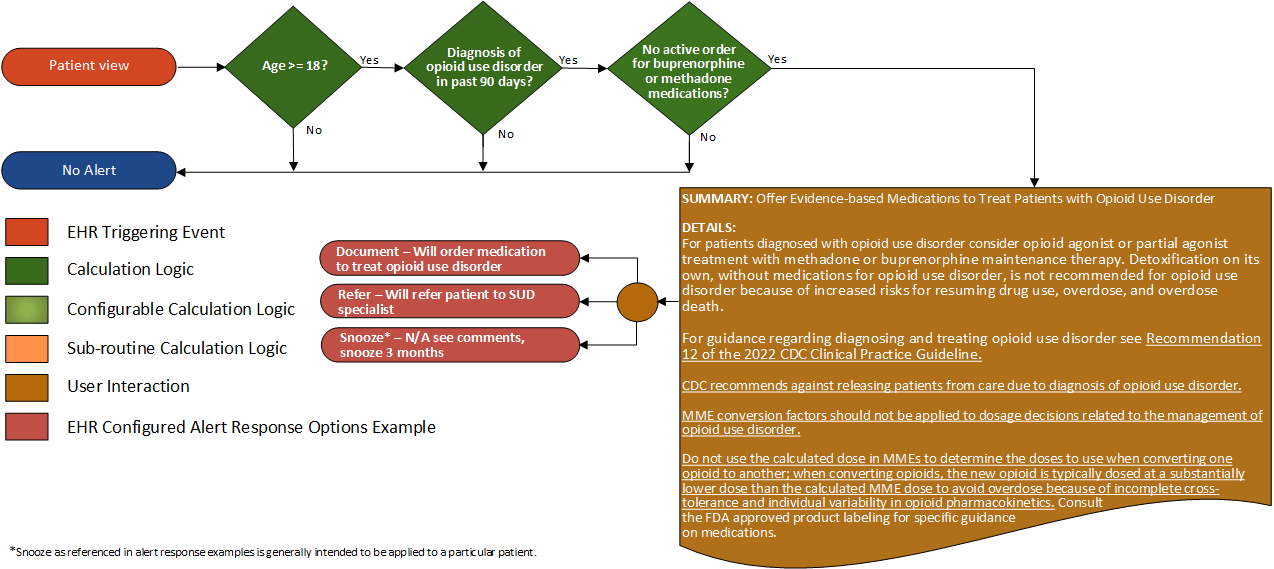 Patient view
Age >= 18?
Yes
Diagnosis of
opioid use disorder
in past 90 days?
Yes
No active order
for buprenorphine
or methadone
medications?
Yes
No
No
No
No Alert
SUMMARY: Offer Evidence-based Medications to Treat Patients with Opioid Use Disorder
DETAILS:
For patients diagnosed with opioid use disorder consider opioid agonist or partial agonist
treatment with methadone or buprenorphine maintenance therapy. Detoxification on its
own, without medications for opioid use disorder, is not recommended for opioid use
disorder because of increased risks for resuming drug use, overdose, and overdose
death.
For guidance regarding diagnosing and treating opioid use disorder see Recommendation
12 of the 2022 CDC Clinical Practice Guideline.
CDC recommends against releasing patients from care due to diagnosis of opioid use disorder.
MME conversion factors should not be applied to dosage decisions related to the management of
opioid use disorder.
Do not use the calculated dose in MMEs to determine the doses to use when converting one
opioid to another; when converting opioids, the new opioid is typically dosed at a substantially
lower dose than the calculated MME dose to avoid overdose because of incomplete cross-
tolerance and individual variability in opioid pharmacokinetics. Consult
the FDA approved product labeling for specific guidance
on medications.
Document – Will order medication
to treat opioid use disorder
Refer – Will refer patient to SUD
specialist
Snooze* – N/A see comments,
snooze 3 months
EHR Triggering Event
Calculation Logic
Configurable Calculation Logic
Sub-routine Calculation Logic
User Interaction
EHR Configured Alert Response Options Example
*Snooze as referenced in alert response examples is generally intended to be applied to a particular patient.